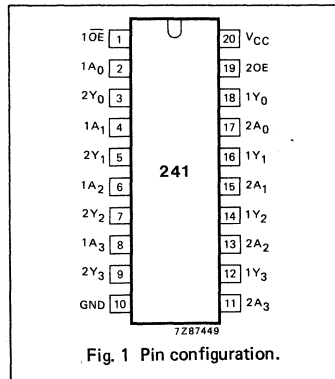 1O̅E̅ 1 20 VCC
1A0 2 19 2OE
2Y0 3 18 1Y0
1A1 4 17 2A0
2Y1 5 16 1Y1
1A2 6 15 2A1
2Y2 7 14 1Y2
1A3 8 13 2A2
2Y3 9 12 1Y3
GND 10 11 2A3
241
7Z87449
Fig. 1 Pin configuration.